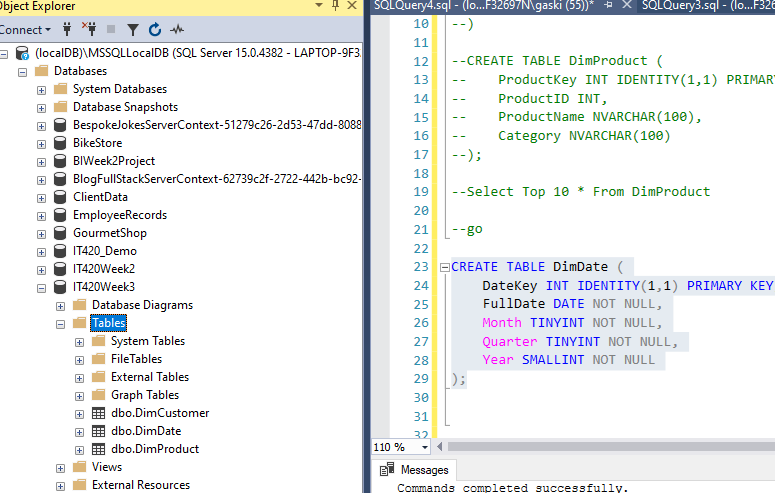 Object Explorer
Connect
(localDB)\MSSQLLocalDB (SQL Server 15.0.4382 - LAPTOP-9F3
Databases
System Databases
Database Snapshots
BespokeJokesServerContext-51279c26-2d53-47dd-8088
BikeStore
BIWeek2Project
BlogFullStackServerContext-62739c2f-2722-442b-bc92-
ClientData
EmployeeRecords
GourmetShop
IT420_Demo
IT420Week2
IT420Week3
Database Diagrams
Tables
System Tables
FileTables
External Tables
Graph Tables
dbo.DimCustomer
dbo.DimDate
dbo.DimProduct
Views
External Resources
SQLQuery4.sql - (lo...F32697N\gaski (55))*
SQLQuery3.sql - (lo...F326
10 --)
11
12 --CREATE TABLE DimProduct (
13 -- ProductKey INT IDENTITY(1,1) PRIMARY
14 -- ProductID INT,
15 -- ProductName NVARCHAR(100),
16 -- Category NVARCHAR(100)
17 --);
18
19 --Select Top 10 * From DimProduct
20
21 --go
22
23 CREATE TABLE DimDate (
24 DateKey INT IDENTITY(1,1) PRIMARY KEY
25 FullDate DATE NOT NULL,
26 Month TINYINT NOT NULL,
27 Quarter TINYINT NOT NULL,
28 Year SMALLINT NOT NULL
29 );
30
31
32
110 %
Messages
Commands completed successfully.